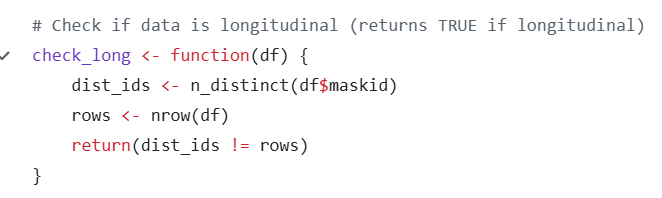 # Check if data is longitudinal (returns TRUE if longitudinal)
check_long <- function(df) {
    dist_ids <- n_distinct(df$maskid)
    rows <- nrow(df)
    return(dist_ids != rows)
}